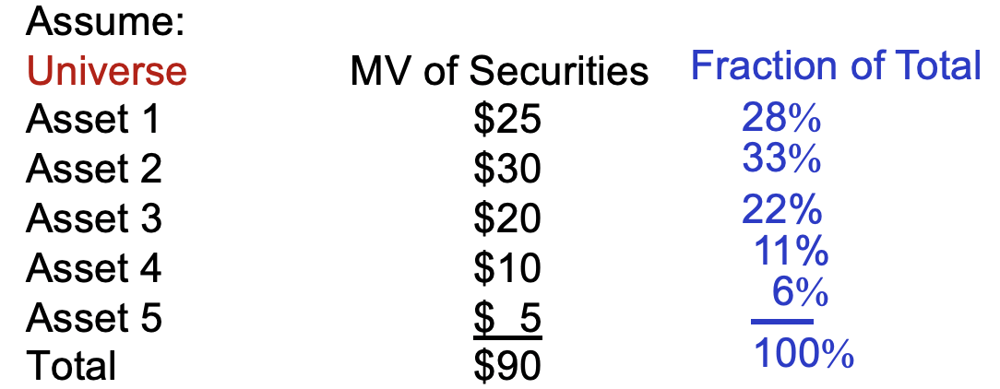 Assume:
Universe MV of Securities Fraction of Total
Asset 1 $25 28%
Asset 2 $30 33%
Asset 3 $20 22%
Asset 4 $10 11%
Asset 5 $ 5 6%
Total $90 100%